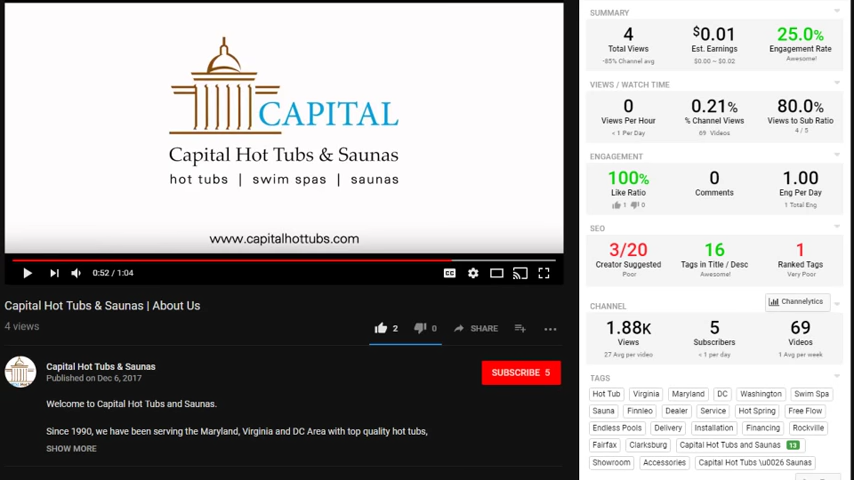 CAPITAL
Capital Hot Tubs & Saunas
hot tubs | swim spas | saunas
www.capitalhottubs.com
0:52 / 1:04
CC
Capital Hot Tubs & Saunas | About Us
4 views
2
0
SHARE
Capital Hot Tubs & Saunas
Published on Dec 6, 2017
SUBSCRIBE 5
Welcome to Capital Hot Tubs and Saunas.
Since 1990, we have been serving the Maryland, Virginia and DC Area with top quality hot tubs,
SHOW MORE
SUMMARY
4 $0.01 25.0%
Total Views Est. Earnings Engagement Rate
-85% Channel avg $0.00 – $0.02 Awesome!
VIEWS / WATCH TIME
0 0.21% 80.0%
Views Per Hour % Channel Views Views to Sub Ratio
< 1 Per Day 69 Videos 4 / 5
ENGAGEMENT
100% 0 1.00
Like Ratio Comments Eng Per Day
1 0 1 Total Eng
SEO
3/20 16 1
Creator Suggested Tags in Title / Desc Ranked Tags
Poor Awesome! Very Poor
CHANNEL
Channelytics
1.88K 5 69
Views Subscribers Videos
27 Avg per video < 1 per day 1 Avg per week
TAGS
Hot Tub Virginia Maryland DC Washington Swim Spa
Sauna Finnleo Dealer Service Hot Spring Free Flow
Endless Pools Delivery Installation Financing Rockville
Fairfax Clarksburg Capital Hot Tubs and Saunas 13
Showroom Accessories Capital Hot Tubs \u0026 Saunas